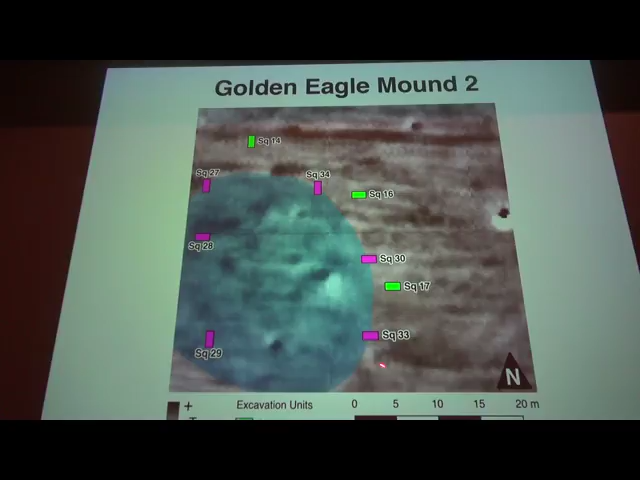 Golden Eagle Mound 2
Sq 14
Sq 27
Sq 34
Sq 16
Sq 28
Sq 30
Sq 17
Sq 33
Sq 29
N
Excavation Units
0 5 10 15 20 m
+